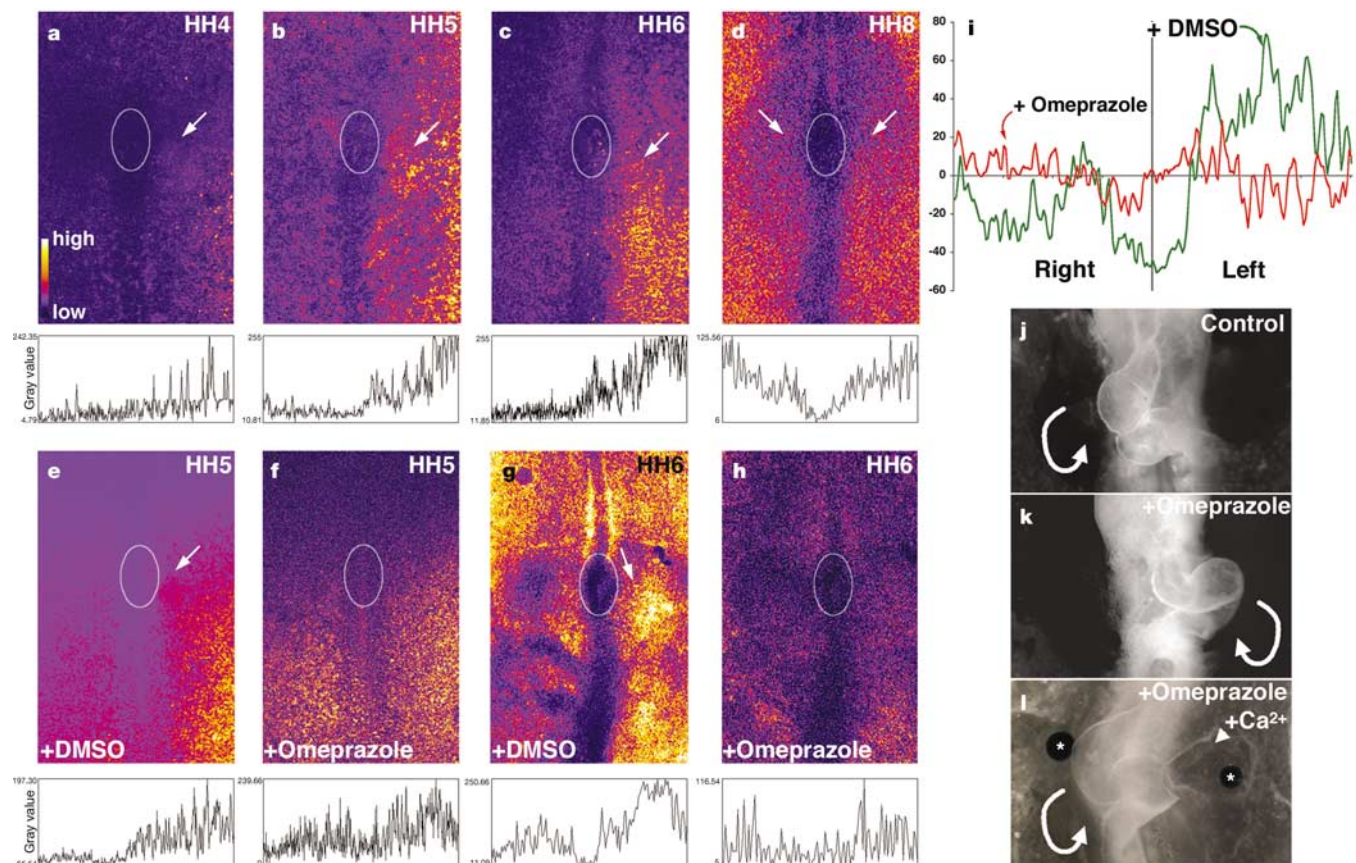 a HH4
b HH5
c HH6
d HH8
high
low
242.35
Gray value
4.79
255
10.81
255
11.85
125.56
6
e HH5
+DMSO
f HH5
+Omeprazole
g HH6
+DMSO
h HH6
+Omeprazole
197.30
Gray value
239.66
250.66
116.54
i
80
60
40
20
0
-20
-40
-60
+ DMSO
+ Omeprazole
Right
Left
j Control
k +Omeprazole
l +Omeprazole
+Ca²⁺
*
*